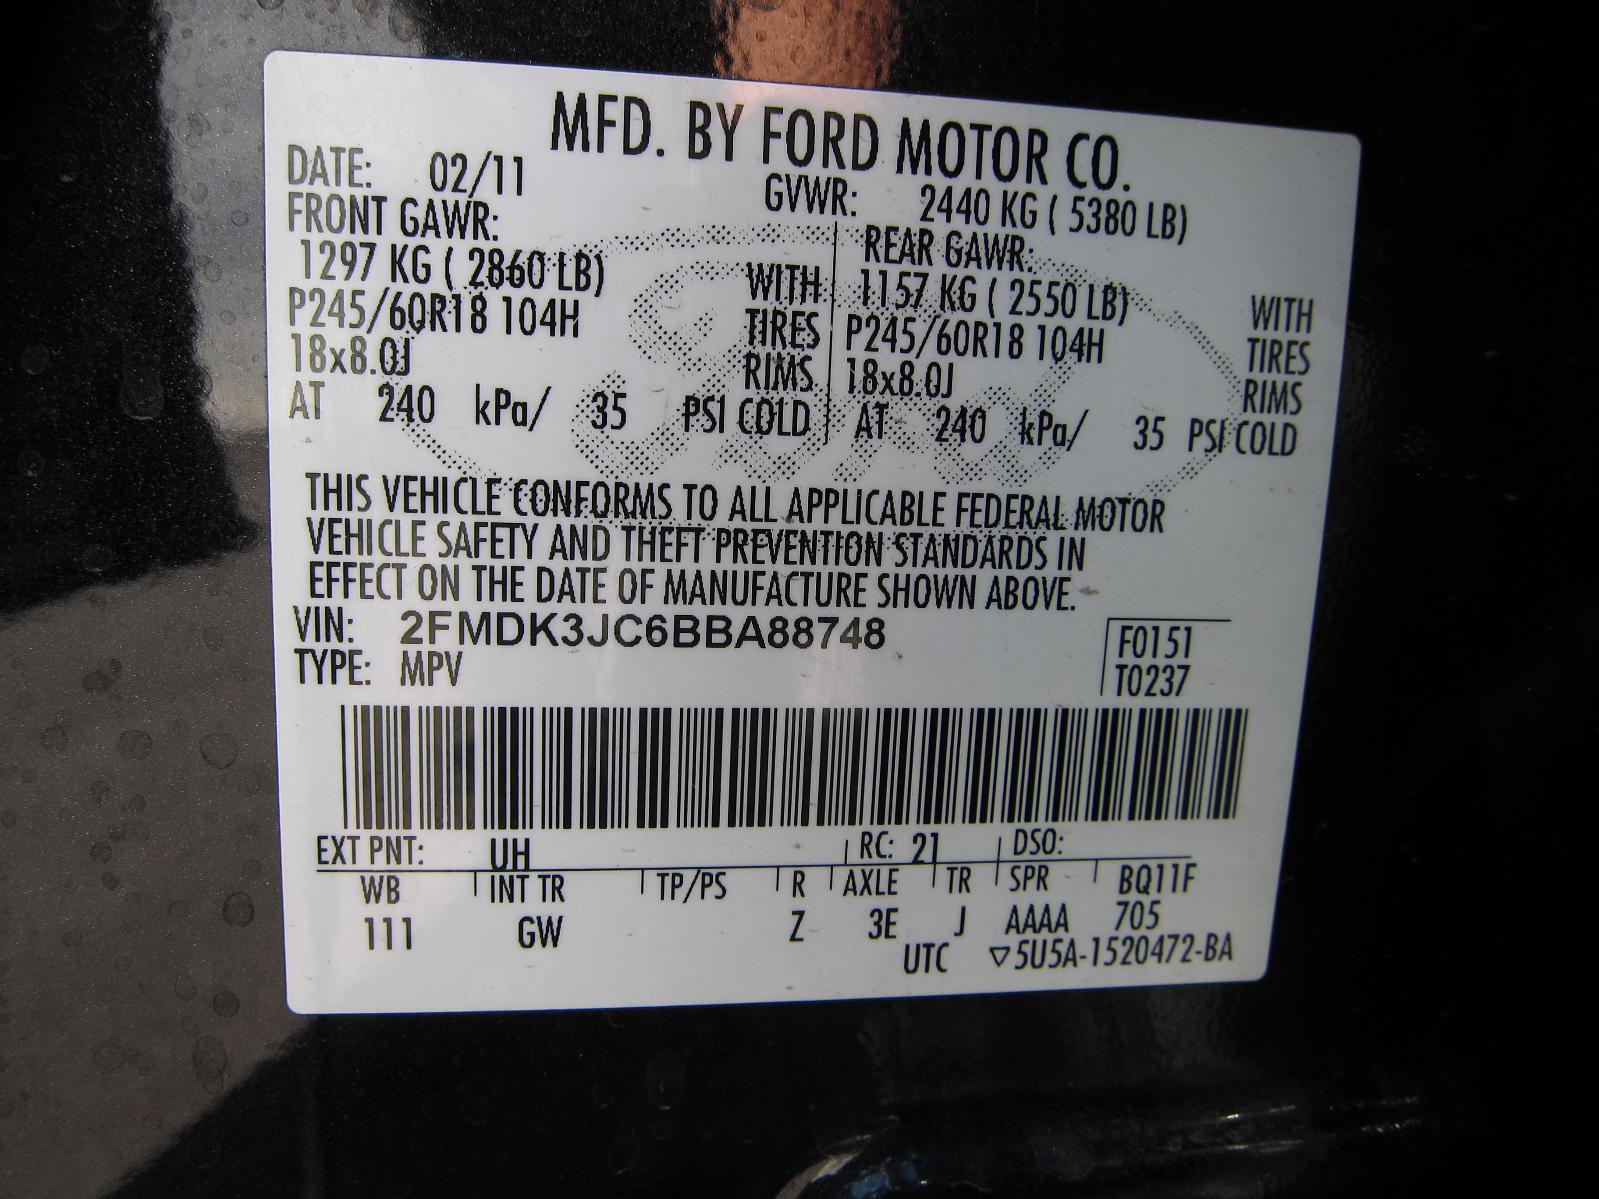 MFD. BY FORD MOTOR CO.
DATE: 02/11 GVWR: 2440 KG ( 5380 LB)
FRONT GAWR: REAR GAWR:
1297 KG ( 2860 LB) WITH 1157 KG ( 2550 LB) WITH
P245/60R18 104H TIRES P245/60R18 104H TIRES
18x8.0J RIMS 18x8.0J RIMS
AT 240 kPa/ 35 PSI COLD AT 240 kPa/ 35 PSI COLD
THIS VEHICLE CONFORMS TO ALL APPLICABLE FEDERAL MOTOR
VEHICLE SAFETY AND THEFT PREVENTION STANDARDS IN
EFFECT ON THE DATE OF MANUFACTURE SHOWN ABOVE.
VIN: 2FMDK3JC6BBA88748 F0151
TYPE: MPV T0237
EXT PNT: UH RC: 21 DSO:
WB INT TR TP/PS R AXLE TR SPR BQ11F
111 GW Z 3E J AAAA 705
UTC ▽5U5A-1520472-BA